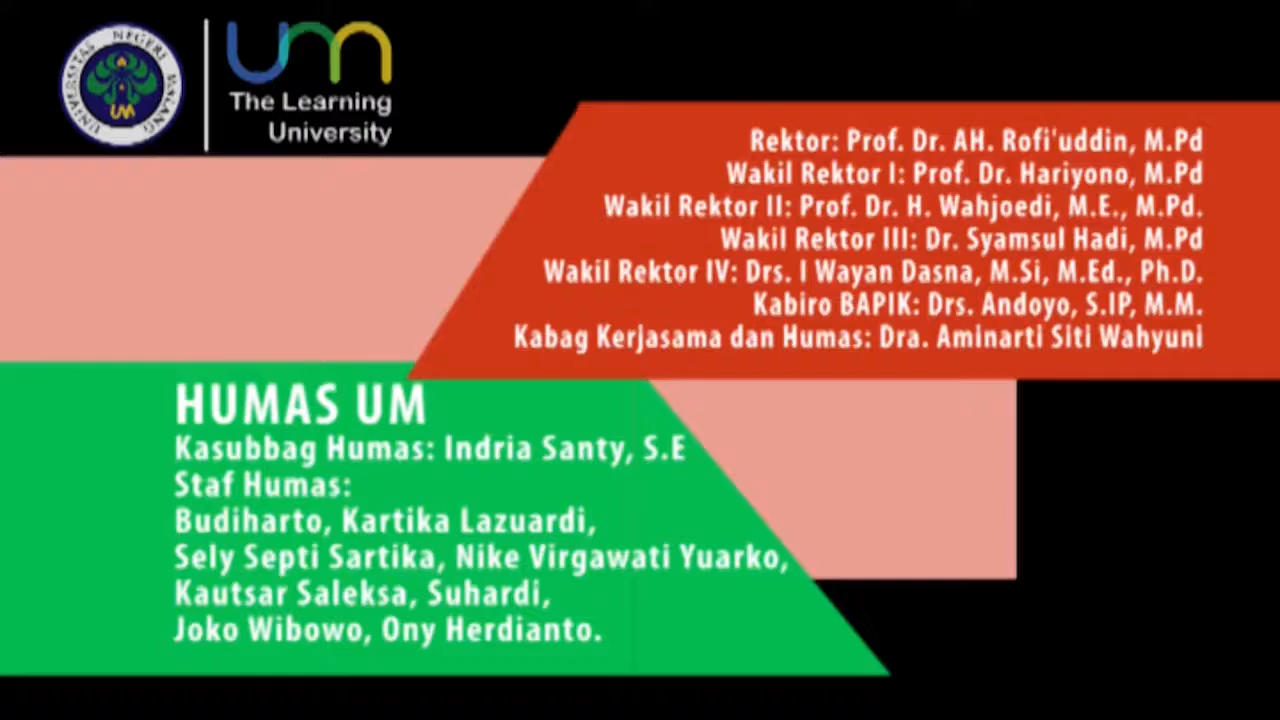 UNIVERSITAS NEGERI MALANG
UM
um
The Learning
University
Rektor: Prof. Dr. AH. Rofi'uddin, M.Pd
Wakil Rektor I: Prof. Dr. Hariyono, M.Pd
Wakil Rektor II: Prof. Dr. H. Wahjoedi, M.E., M.Pd.
Wakil Rektor III: Dr. Syamsul Hadi, M.Pd
Wakil Rektor IV: Drs. I Wayan Dasna, M.Si, M.Ed., Ph.D.
Kabiro BAPIK: Drs. Andoyo, S.IP, M.M.
Kabag Kerjasama dan Humas: Dra. Aminarti Siti Wahyuni
HUMAS UM
Kasubbag Humas: Indria Santy, S.E
Staf Humas:
Budiharto, Kartika Lazuardi,
Sely Septi Sartika, Nike Virgawati Yuarko,
Kautsar Saleksa, Suhardi,
Joko Wibowo, Ony Herdianto.